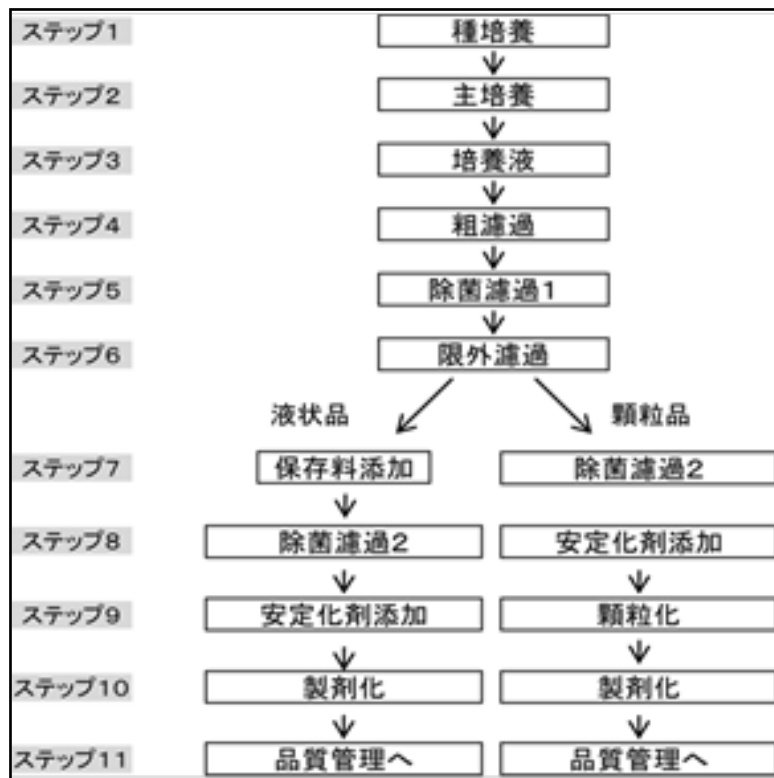 ステップ1 種培養
ステップ2 主培養
ステップ3 培養液
ステップ4 粗濾過
ステップ5 除菌濾過1
ステップ6 限外濾過
液状品 顆粒品
ステップ7 保存料添加 除菌濾過2
ステップ8 除菌濾過2 安定化剤添加
ステップ9 安定化剤添加 顆粒化
ステップ10 製剤化 製剤化
ステップ11 品質管理へ 品質管理へ